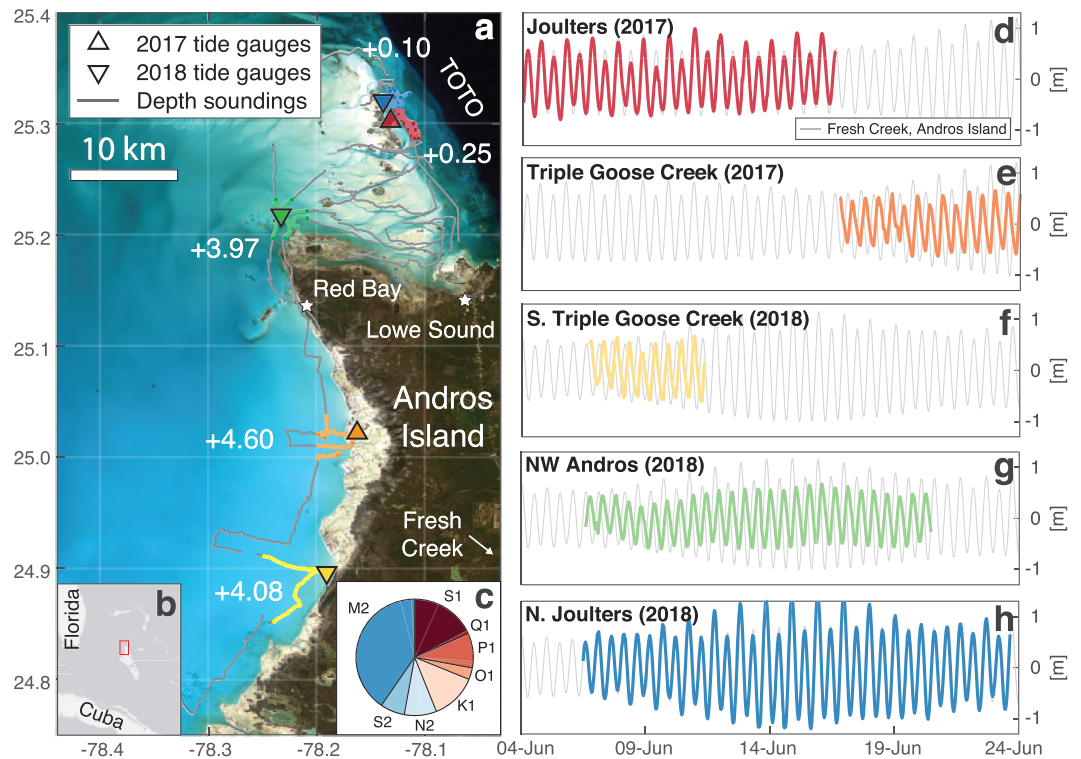 25.4
25.3
25.2
25.1
25.0
24.9
24.8
-78.4
-78.3
-78.2
-78.1
a
2017 tide gauges
2018 tide gauges
Depth soundings
10 km
+0.10
TOTO
+0.25
+3.97
Red Bay
Lowe Sound
Andros
Island
+4.60
Fresh
Creek
+4.08
b
Florida
Cuba
c
M2
S1
Q1
P1
O1
K1
N2
S2
Joulters (2017)
d
1
0
-1
[m]
Fresh Creek, Andros Island
Triple Goose Creek (2017)
e
1
0
-1
[m]
S. Triple Goose Creek (2018)
f
1
0
-1
[m]
NW Andros (2018)
g
1
0
-1
[m]
N. Joulters (2018)
h
1
0
-1
[m]
04-Jun
09-Jun
14-Jun
19-Jun
24-Jun